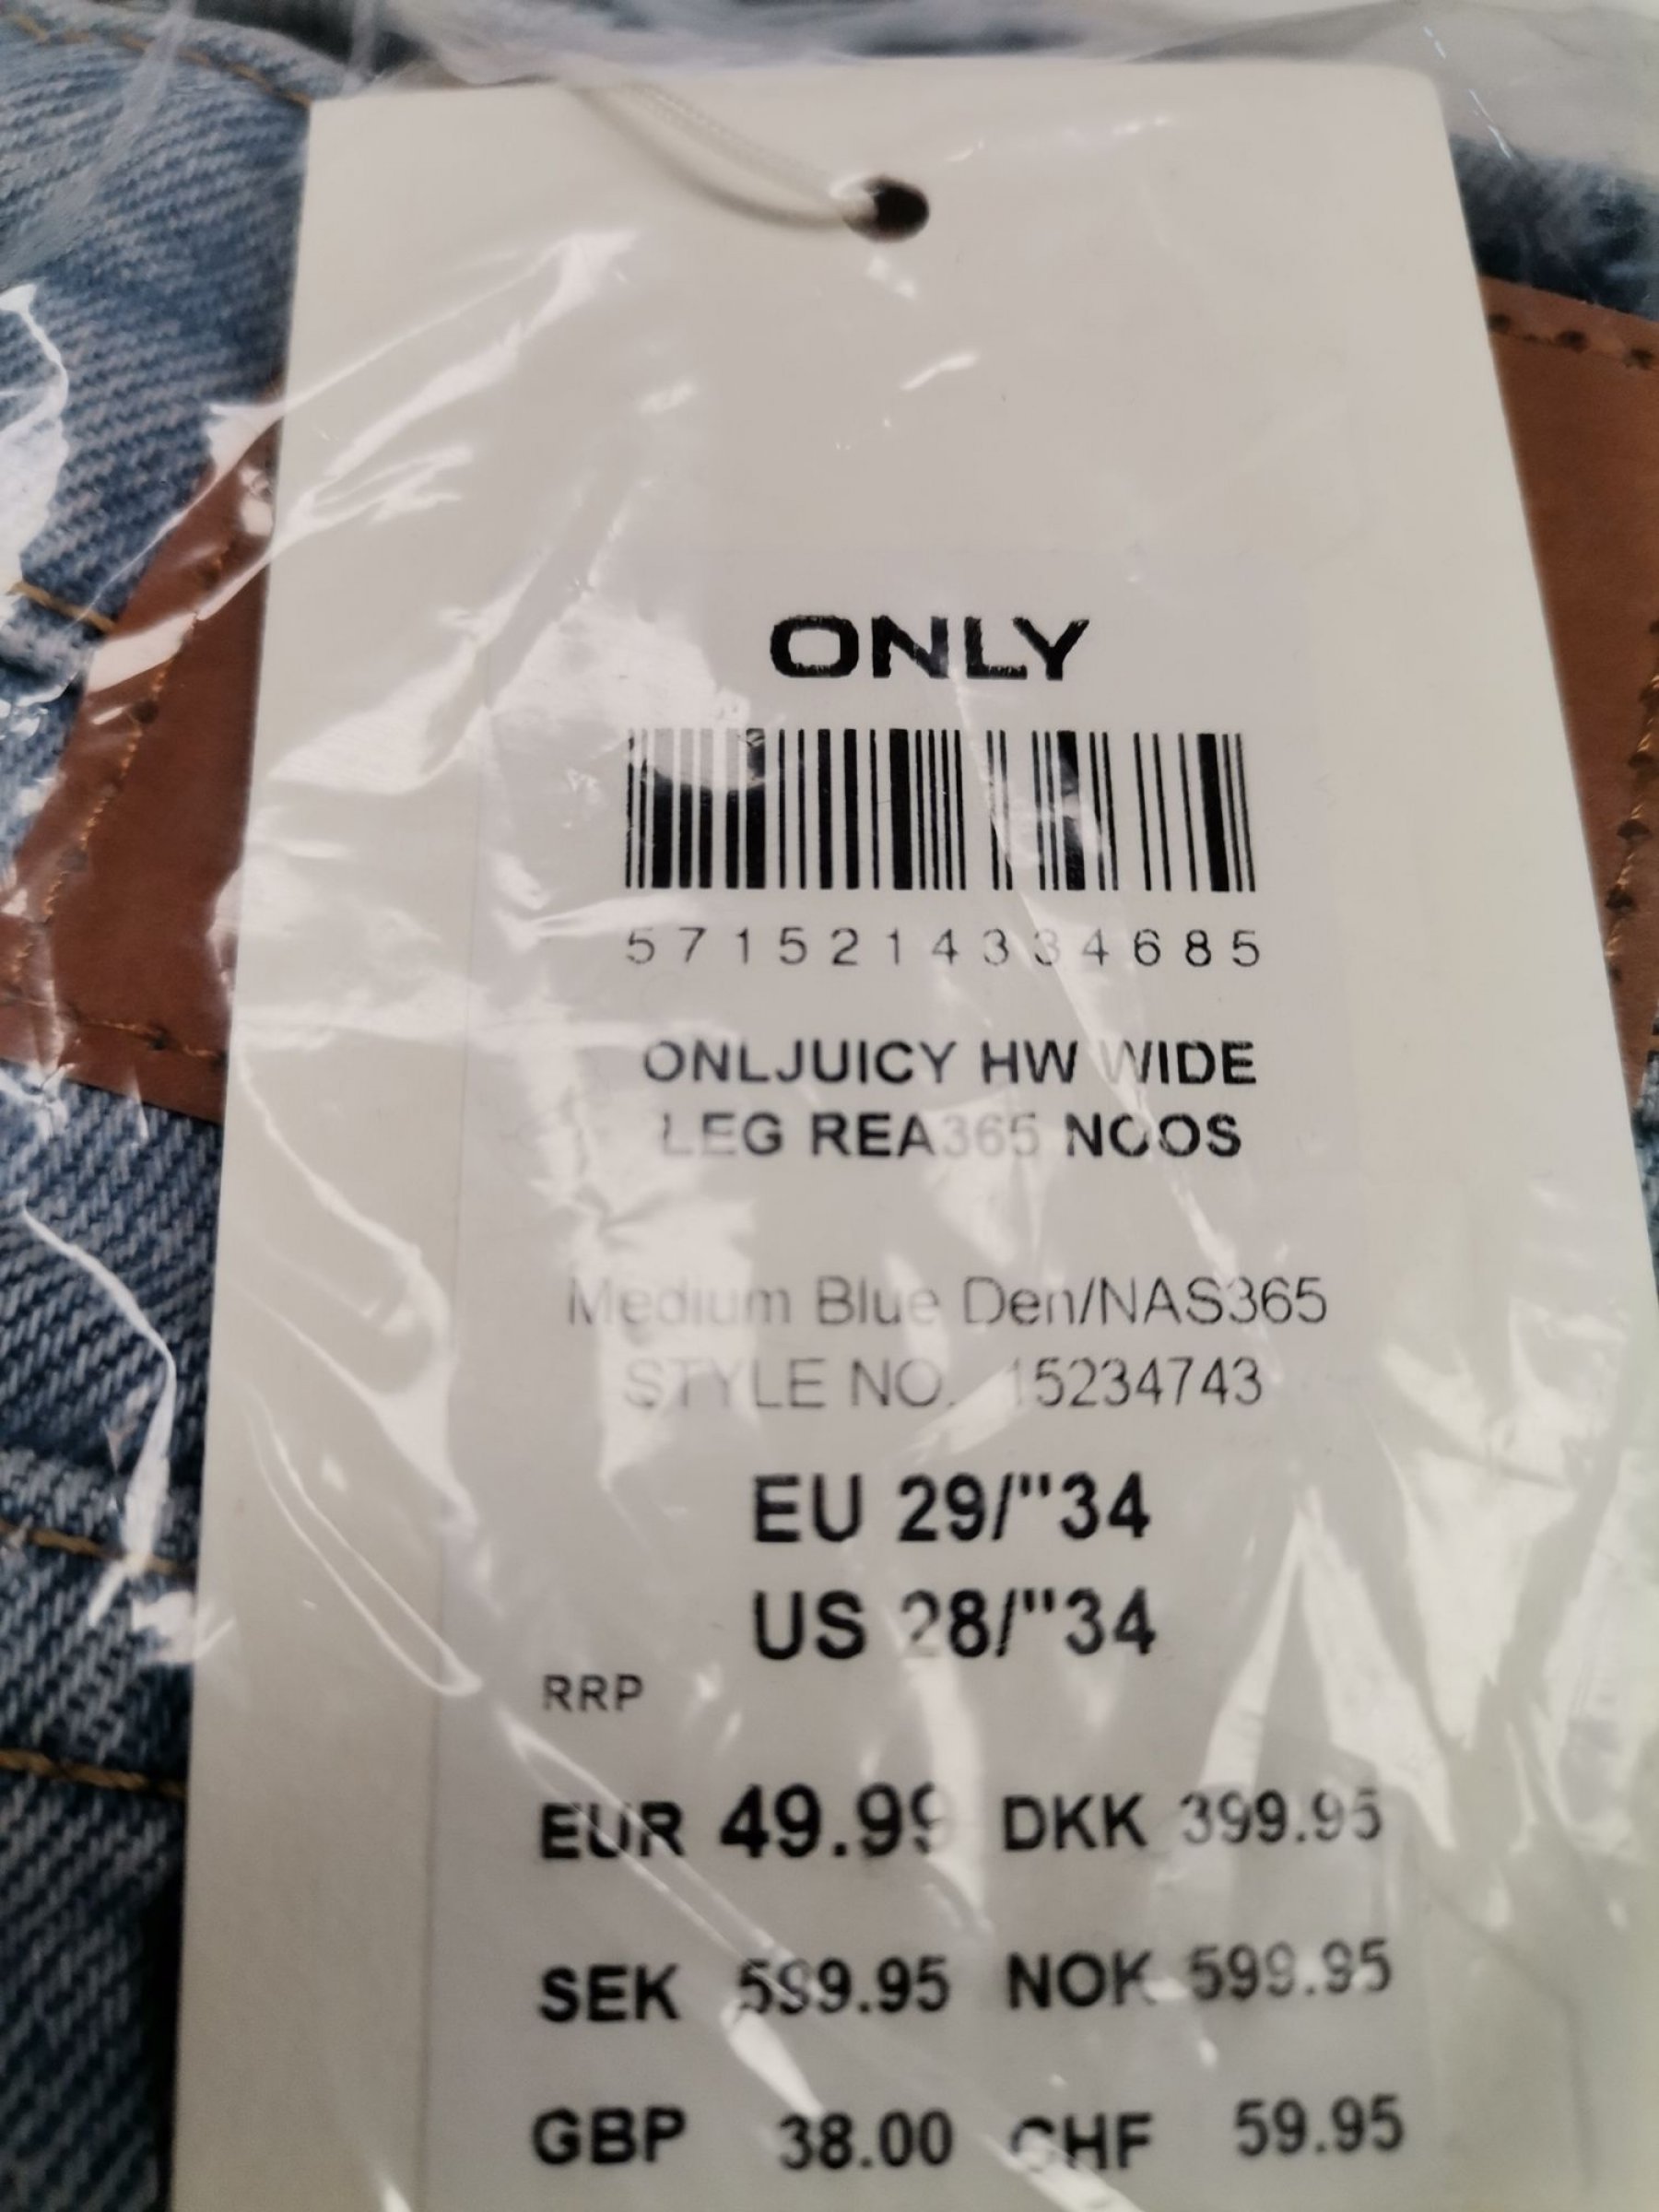 ONLY
5715214334685
ONLJUICY HW WIDE
LEG REA365 NOOS
Medium Blue Den/NAS365
STYLE NO. 15234743
EU 29/"34
US 28/"34
RRP
EUR 49.99 DKK 399.95
SEK 599.95 NOK 599.95
GBP 38.00 CHF 59.95